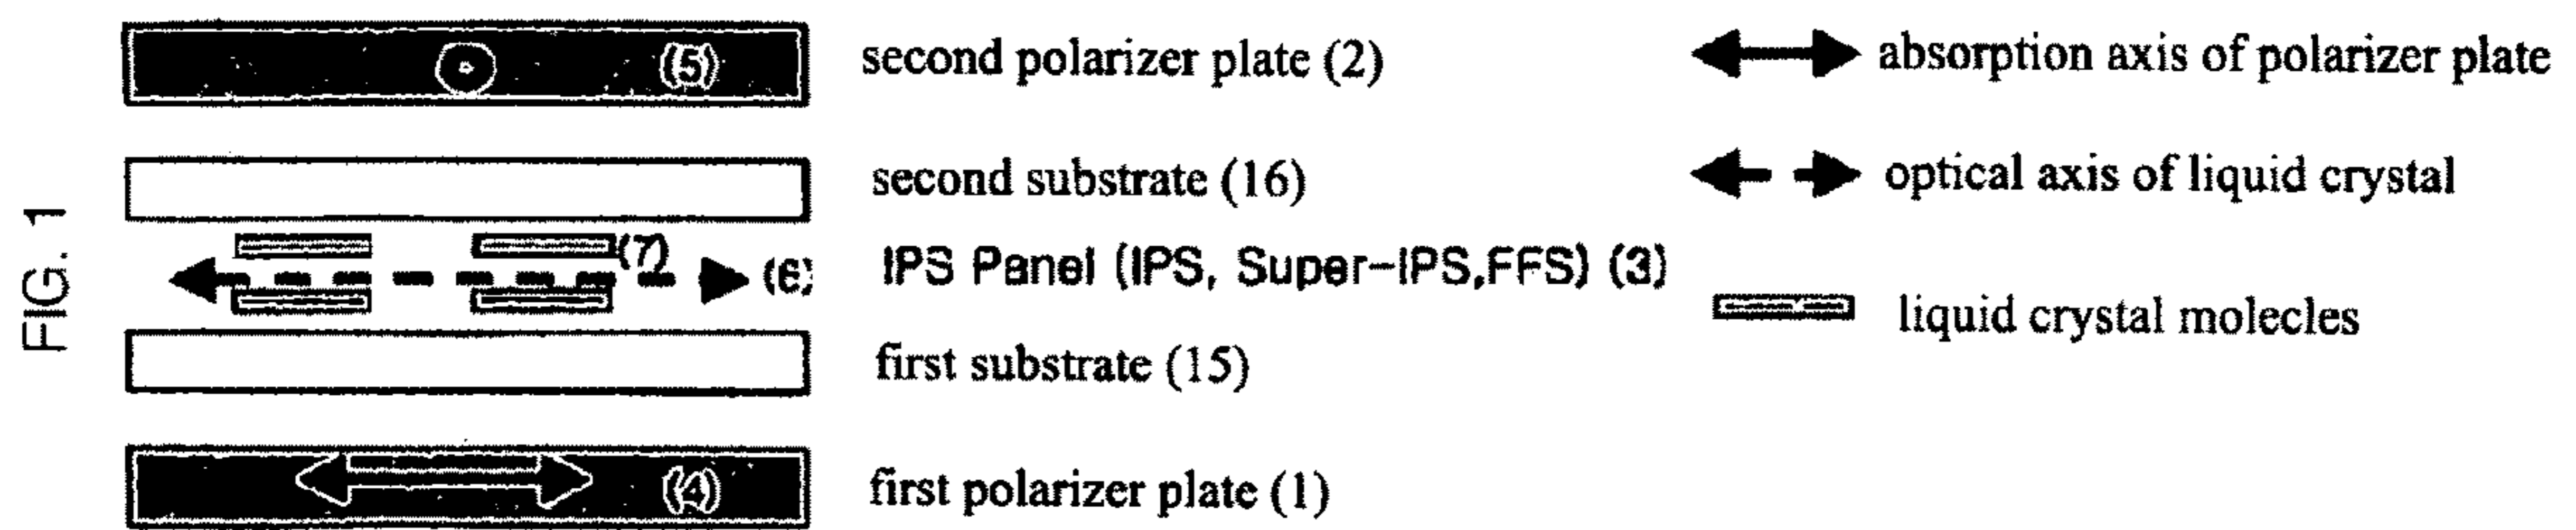 FIG. 1
(5) second polarizer plate (2)
second substrate (16)
(7)
(6) IPS Panel (IPS, Super-IPS,FFS) (3)
first substrate (15)
(4) first polarizer plate (1)
absorption axis of polarizer plate
optical axis of liquid crystal
liquid crystal molecles